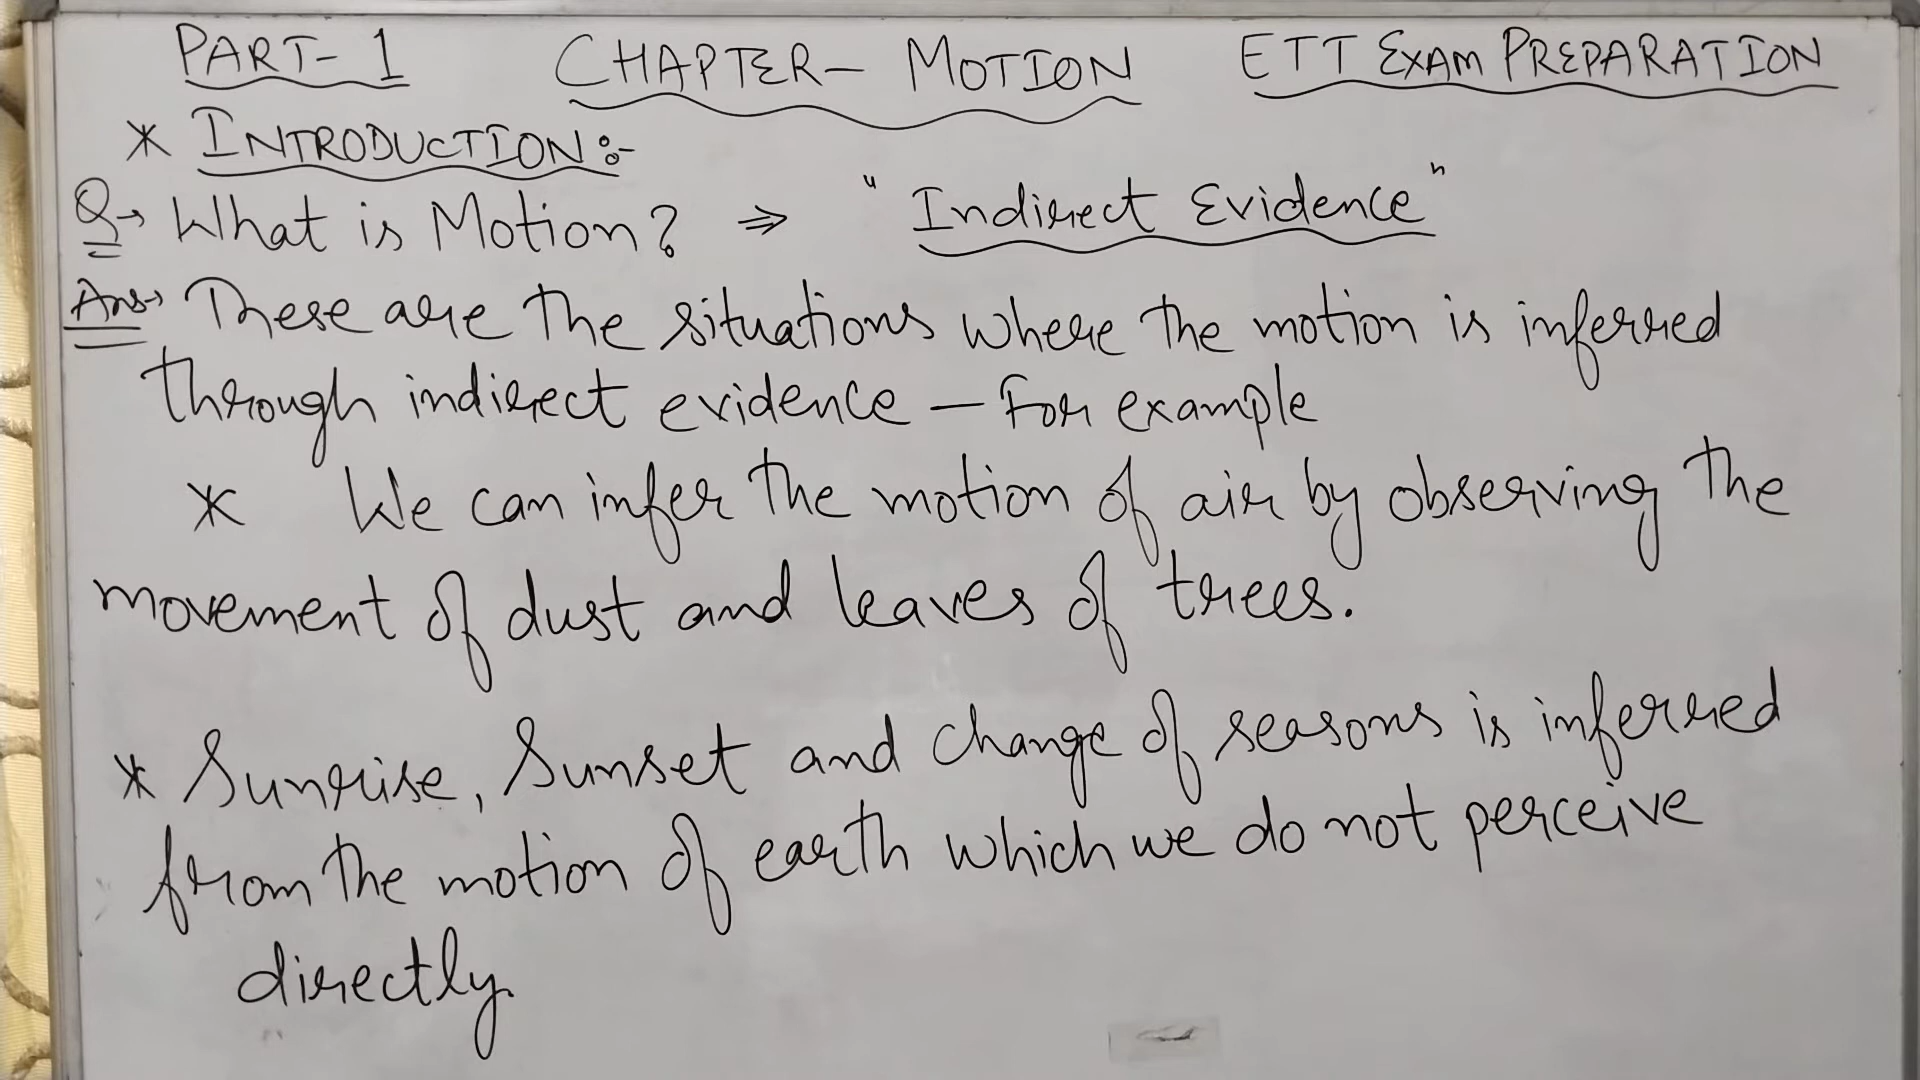 PART-1 CHAPTER- MOTION ETT EXAM PREPARATION
* INTRODUCTION:-
Q→ What is Motion? ⇒ "Indirect Evidence"
Ans→ These are the situations where the motion is inferred
through indirect evidence - For example
* We can infer the motion of air by observing the
movement of dust and leaves of trees.
* Sunrise, Sunset and change of seasons is inferred
from the motion of earth which we do not perceive
directly.